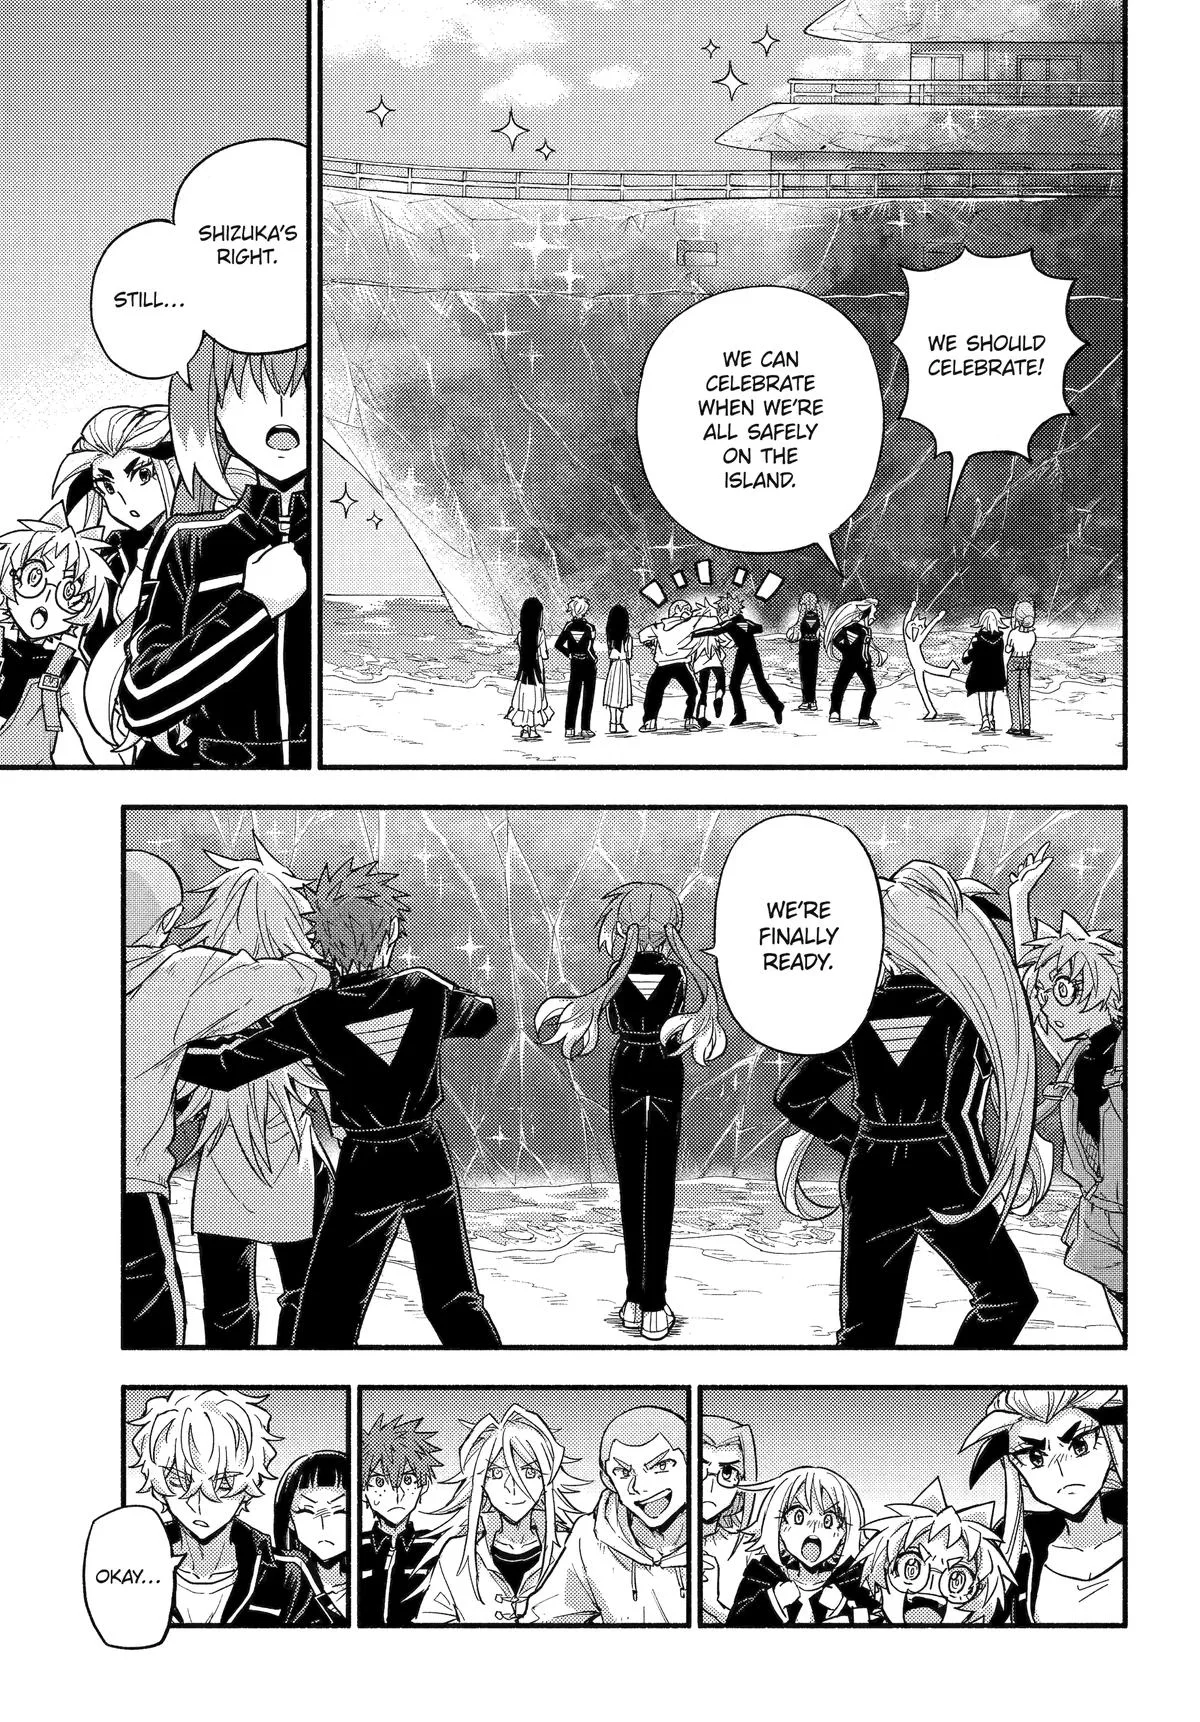 WE SHOULD
CELEBRATE!
WE CAN
CELEBRATE
WHEN WE'RE
ALL SAFELY
ON THE
ISLAND.
SHIZUKA'S
RIGHT.
STILL...
WE'RE
FINALLY
READY.
OKAY...